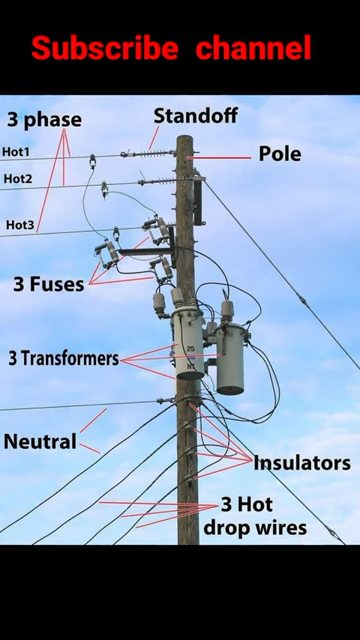 Subscribe channel
3 phase
Standoff
Hot1
Pole
Hot2
Hot3
3 Fuses
25
3 Transformers
Neutral
Insulators
3 Hot
drop wires